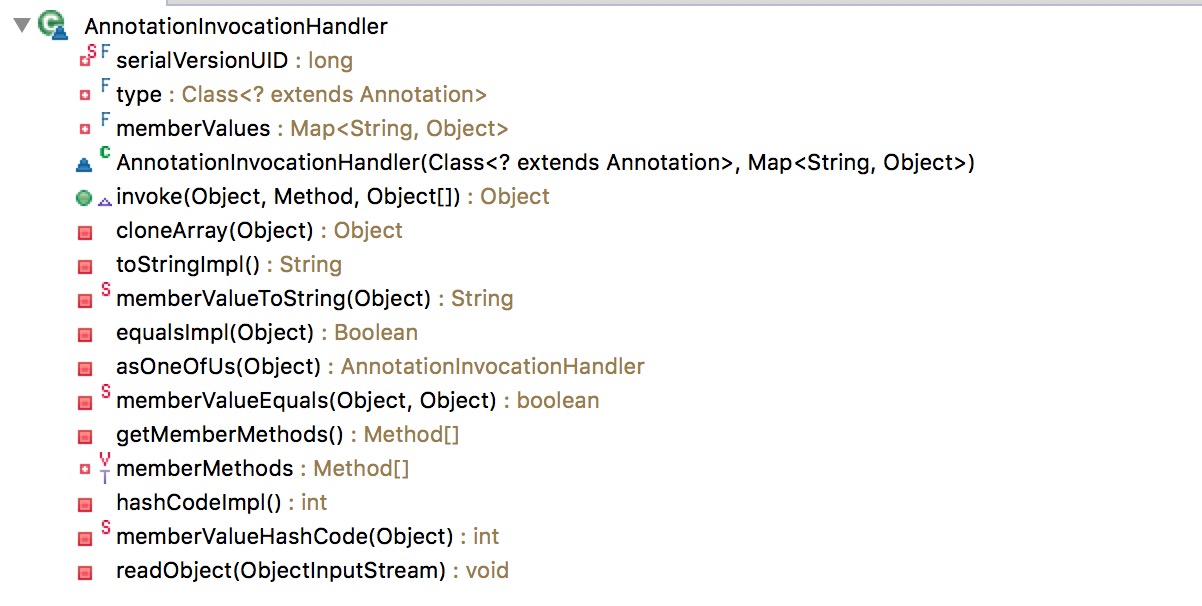 AnnotationInvocationHandler
S F serialVersionUID : long
F type : Class<? extends Annotation>
F memberValues : Map<String, Object>
C AnnotationInvocationHandler(Class<? extends Annotation>, Map<String, Object>)
invoke(Object, Method, Object[]) : Object
cloneArray(Object) : Object
toStringImpl() : String
S memberValueToString(Object) : String
equalsImpl(Object) : Boolean
asOneOfUs(Object) : AnnotationInvocationHandler
S memberValueEquals(Object, Object) : boolean
getMemberMethods() : Method[]
V T memberMethods : Method[]
hashCodeImpl() : int
S memberValueHashCode(Object) : int
readObject(ObjectInputStream) : void